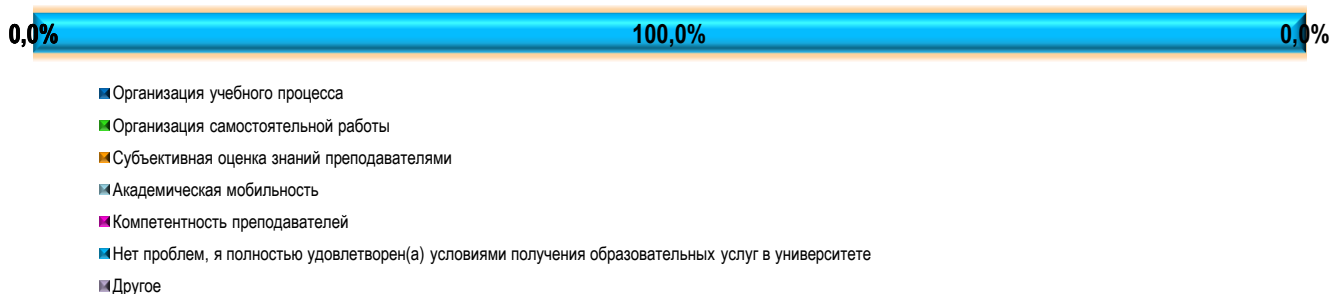 0,0% 100,0% 0,0%
Организация учебного процесса
Организация самостоятельной работы
Субъективная оценка знаний преподавателями
Академическая мобильность
Компетентность преподавателей
Нет проблем, я полностью удовлетворен(а) условиями получения образовательных услуг в университете
Другое